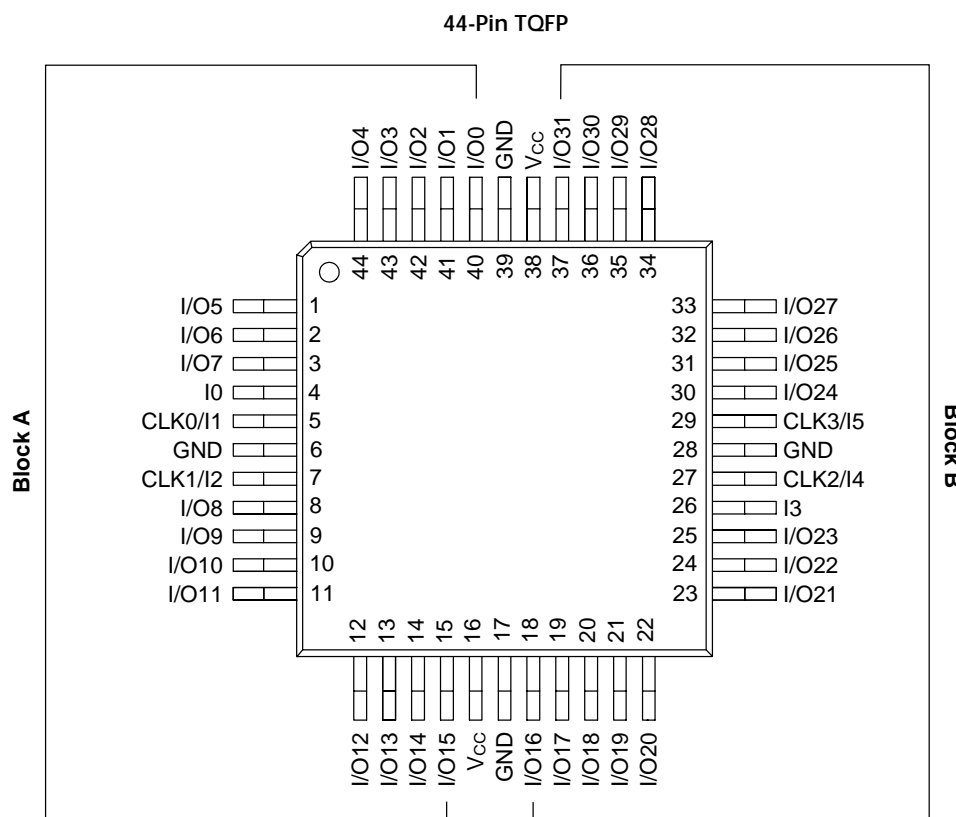 44-Pin TQFP
I/O4
I/O3
I/O2
I/O1
I/O0
GND
VCC
I/O31
I/O30
I/O29
I/O28
44
43
42
41
40
39
38
37
36
35
34
I/O5 1
I/O6 2
I/O7 3
I0 4
CLK0/I1 5
GND 6
CLK1/I2 7
I/O8 8
I/O9 9
I/O10 10
I/O11 11
33 I/O27
32 I/O26
31 I/O25
30 I/O24
29 CLK3/I5
28 GND
27 CLK2/I4
26 I3
25 I/O23
24 I/O22
23 I/O21
Block A
Block B
12
13
14
15
16
17
18
19
20
21
22
I/O12
I/O13
I/O14
I/O15
VCC
GND
I/O16
I/O17
I/O18
I/O19
I/O20